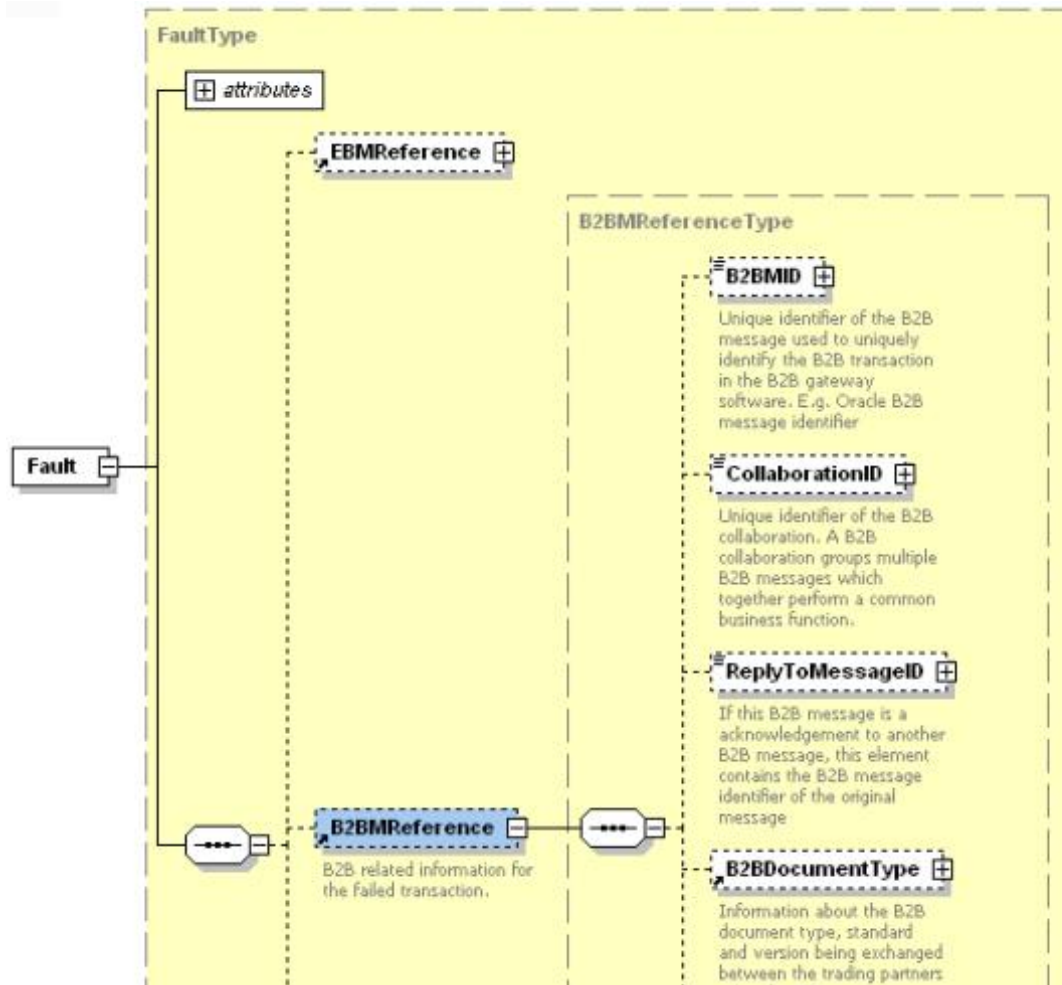 FaultType
attributes
EBMReference
B2BMReferenceType
B2BMID
Unique identifier of the B2B
message used to uniquely
identify the B2B transaction
in the B2B gateway
software. E.g. Oracle B2B
message identifier
Fault
CollaborationID
Unique identifier of the B2B
collaboration. A B2B
collaboration groups multiple
B2B messages which
together perform a common
business function.
ReplyToMessageID
If this B2B message is a
acknowledgement to another
B2B message, this element
contains the B2B message
identifier of the original
message
B2BMReference
B2B related information for
the failed transaction.
B2BDocumentType
Information about the B2B
document type, standard
and version being exchanged
between the trading partners